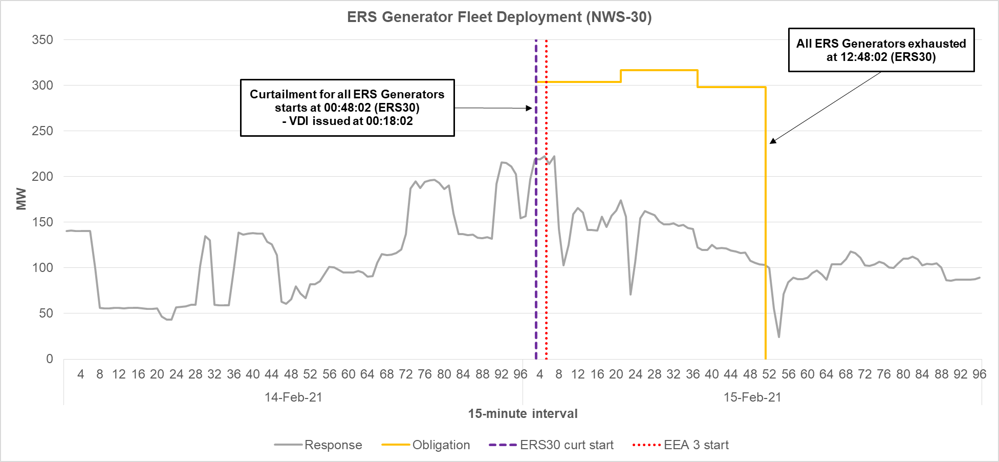 ERS Generator Fleet Deployment (NWS-30)
350
300
250
200
150
100
50
0
MW
Curtailment for all ERS Generators
starts at 00:48:02 (ERS30)
- VDI issued at 00:18:02
All ERS Generators exhausted
at 12:48:02 (ERS30)
4 8 12 16 20 24 28 32 36 40 44 48 52 56 60 64 68 72 76 80 84 88 92 96 4 8 12 16 20 24 28 32 36 40 44 48 52 56 60 64 68 72 76 80 84 88 92 96
14-Feb-21 15-Feb-21
15-minute interval
Response Obligation ERS30 curt start EEA 3 start